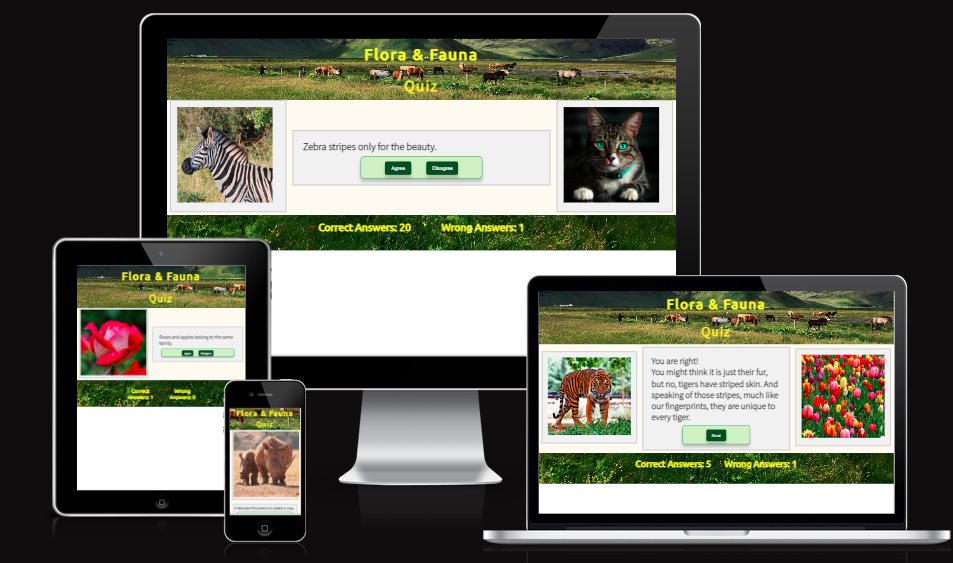 Flora & Fauna
Quiz
Zebra stripes only for the beauty.
Agree Disagree
Correct Answers: 20 Wrong Answers: 1
Flora & Fauna
Quiz
Roses and apples belong to the same
family.
Agree Disagree
Correct Wrong
Answers: 1 Answers: 0
Flora & Fauna
Quiz
Flora & Fauna
Quiz
You are right!
You might think it is just their fur,
but no, tigers have striped skin. And
speaking of those stripes, much like
our fingerprints, they are unique to
every tiger.
Correct Answers: 5 Wrong Answers: 1